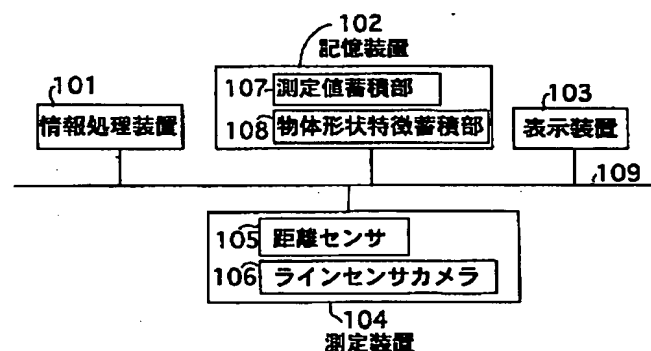 102
記憶装置
101
107
測定値蓄積部
103
情報処理装置
108
物体形状特徴蓄積部
表示装置
109
105
距離センサ
106
ラインセンサカメラ
104
測定装置